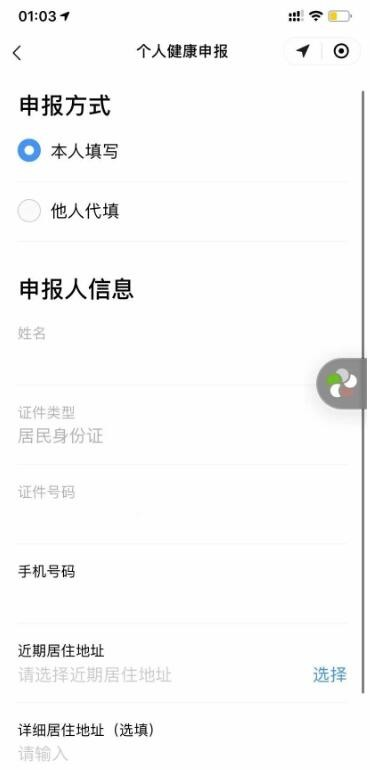 01:03
个人健康申报
申报方式
本人填写
他人代填
申报人信息
姓名
证件类型
居民身份证
证件号码
手机号码
近期居住地址
请选择近期居住地址 选择
详细居住地址（选填）
请输入